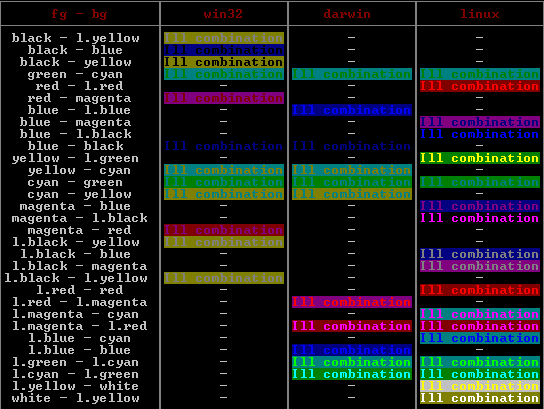 fg - bg win32 darwin linux
black - l.yellow Ill combination - -
black - blue Ill combination - -
black - yellow Ill combination - -
green - cyan Ill combination Ill combination Ill combination
red - l.red - - Ill combination
red - magenta Ill combination - -
blue - l.blue - Ill combination -
blue - magenta - - Ill combination
blue - l.black - - Ill combination
blue - black Ill combination Ill combination -
yellow - l.green - - Ill combination
yellow - cyan Ill combination Ill combination -
cyan - green Ill combination Ill combination Ill combination
cyan - yellow Ill combination Ill combination -
magenta - blue - - Ill combination
magenta - l.black - - Ill combination
magenta - red Ill combination - -
l.black - yellow Ill combination - -
l.black - blue - - Ill combination
l.black - magenta - - Ill combination
l.black - l.yellow Ill combination - -
l.red - red - - Ill combination
l.red - l.magenta - Ill combination -
l.magenta - cyan - - Ill combination
l.magenta - l.red - Ill combination Ill combination
l.blue - cyan - - Ill combination
l.blue - blue - Ill combination -
l.green - l.cyan - Ill combination Ill combination
l.cyan - l.green - Ill combination Ill combination
l.yellow - white - - Ill combination
white - l.yellow - - Ill combination